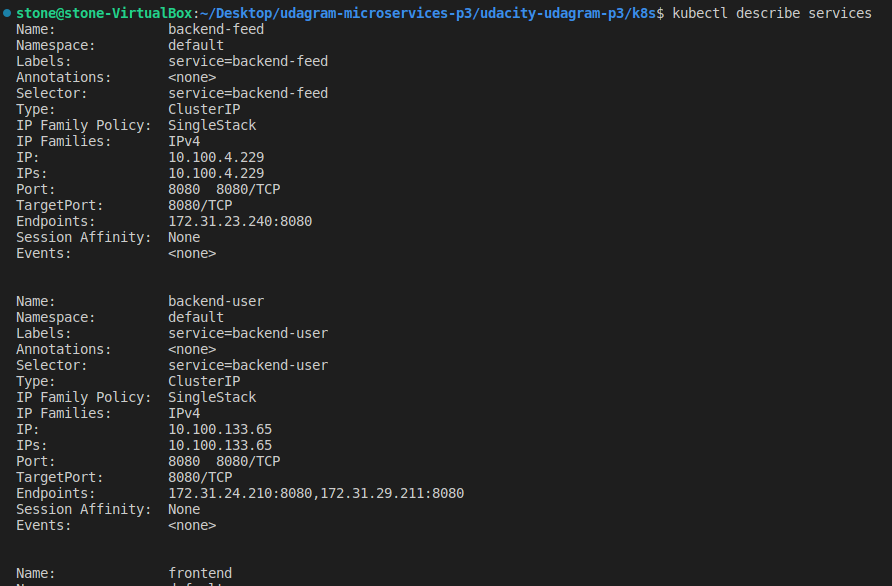 stone@stone-VirtualBox:~/Desktop/udagram-microservices-p3/udacity-udagram-p3/k8s$ kubectl describe services
Name:              backend-feed
Namespace:         default
Labels:            service=backend-feed
Annotations:       <none>
Selector:          service=backend-feed
Type:              ClusterIP
IP Family Policy:  SingleStack
IP Families:       IPv4
IP:                10.100.4.229
IPs:               10.100.4.229
Port:              8080  8080/TCP
TargetPort:        8080/TCP
Endpoints:         172.31.23.240:8080
Session Affinity:  None
Events:            <none>
Name:              backend-user
Namespace:         default
Labels:            service=backend-user
Annotations:       <none>
Selector:          service=backend-user
Type:              ClusterIP
IP Family Policy:  SingleStack
IP Families:       IPv4
IP:                10.100.133.65
IPs:               10.100.133.65
Port:              8080  8080/TCP
TargetPort:        8080/TCP
Endpoints:         172.31.24.210:8080,172.31.29.211:8080
Session Affinity:  None
Events:            <none>
Name:              frontend